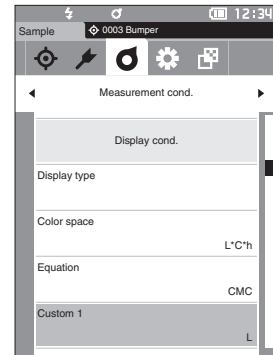 12:34
Sample 0003 Bumper
Measurement cond.
Display cond.
Display type
Color space
L*C*h
Equation
CMC
Custom 1
L